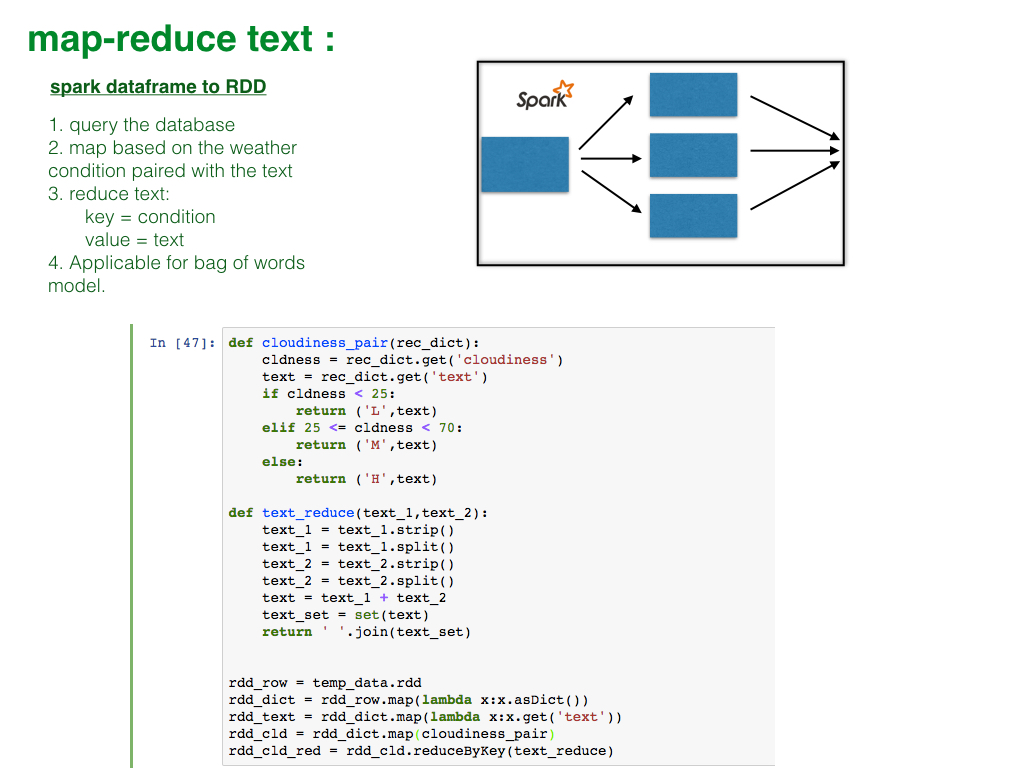 map-reduce text :
spark dataframe to RDD
1. query the database
2. map based on the weather
condition paired with the text
3. reduce text:
key = condition
value = text
4. Applicable for bag of words
model.
Spark
In [47]:
def cloudiness_pair(rec_dict):
    cldness = rec_dict.get('cloudiness')
    text = rec_dict.get('text')
    if cldness < 25:
        return ('L',text)
    elif 25 <= cldness < 70:
        return ('M',text)
    else:
        return ('H',text)

def text_reduce(text_1,text_2):
    text_1 = text_1.strip()
    text_1 = text_1.split()
    text_2 = text_2.strip()
    text_2 = text_2.split()
    text = text_1 + text_2
    text_set = set(text)
    return ' '.join(text_set)

rdd_row = temp_data.rdd
rdd_dict = rdd_row.map(lambda x:x.asDict())
rdd_text = rdd_dict.map(lambda x:x.get('text'))
rdd_cld = rdd_dict.map(cloudiness_pair)
rdd_cld_red = rdd_cld.reduceByKey(text_reduce)